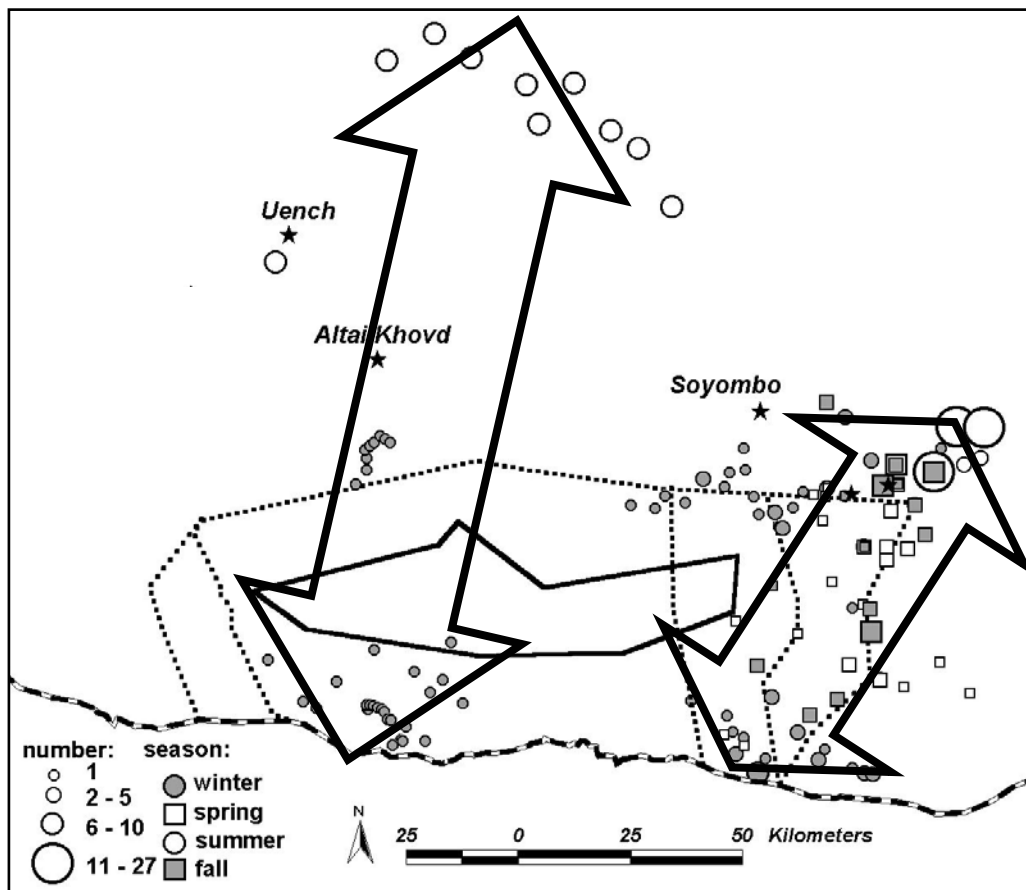 Uench
Altai Khovd
Soyombo
number: season:
1
2 - 5
6 - 10
11 - 27
winter
spring
summer
fall
N
25 0 25 50 Kilometers